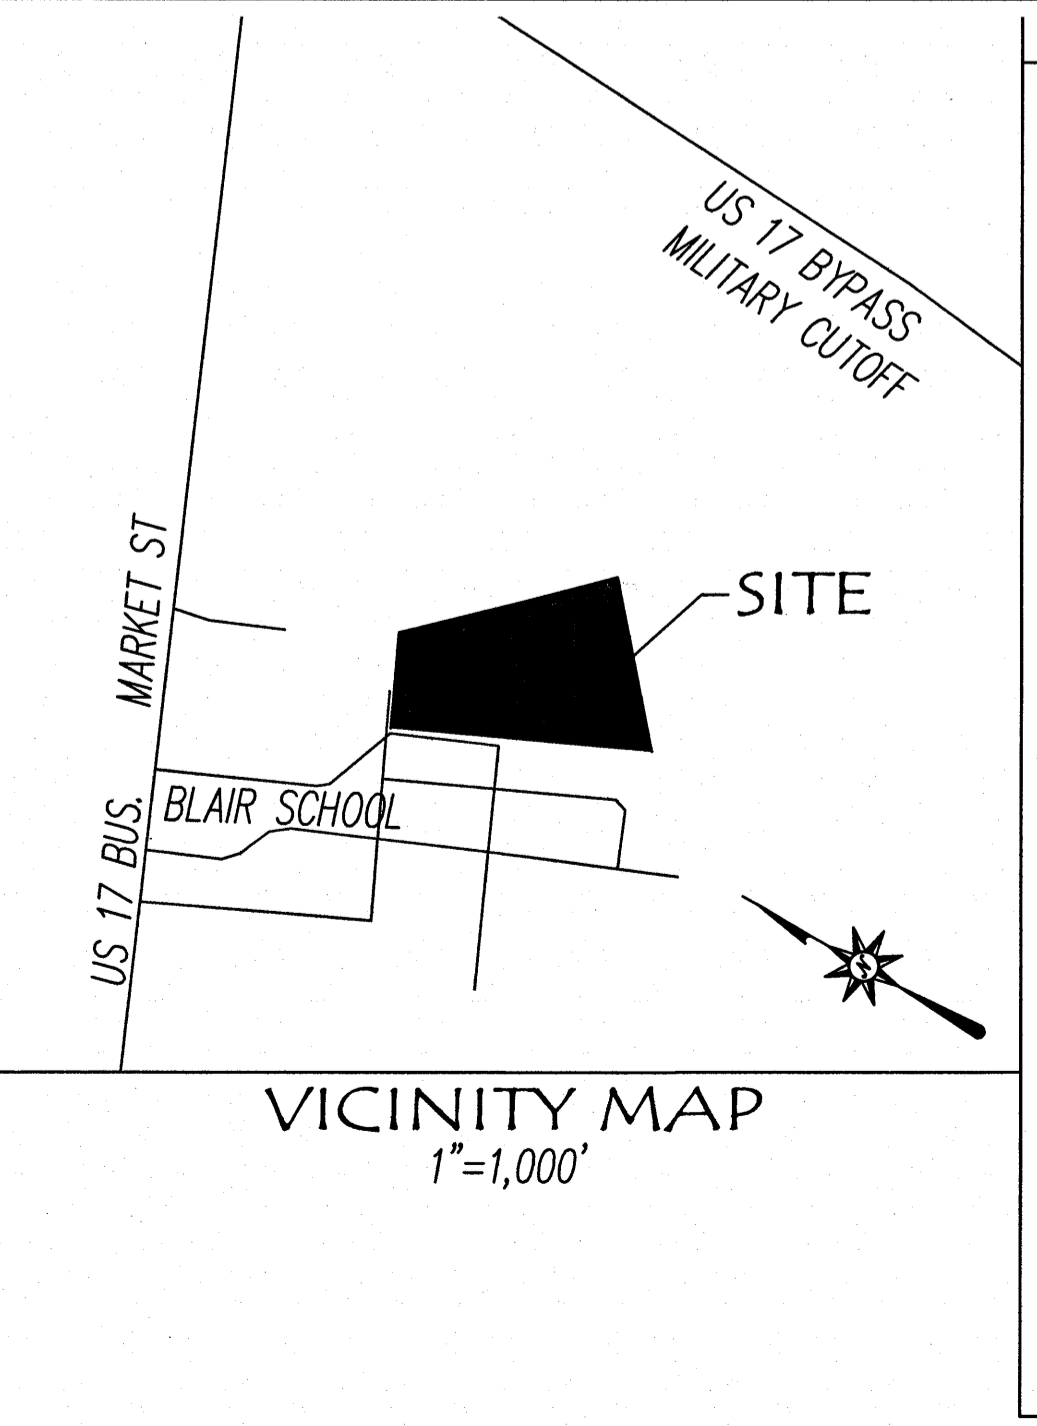 US 17 BYPASS
MILITARY CUTOFF
MARKET ST
SITE
US 17 BUS.
BLAIR SCHOOL
N
VICINITY MAP
1"=1,000'